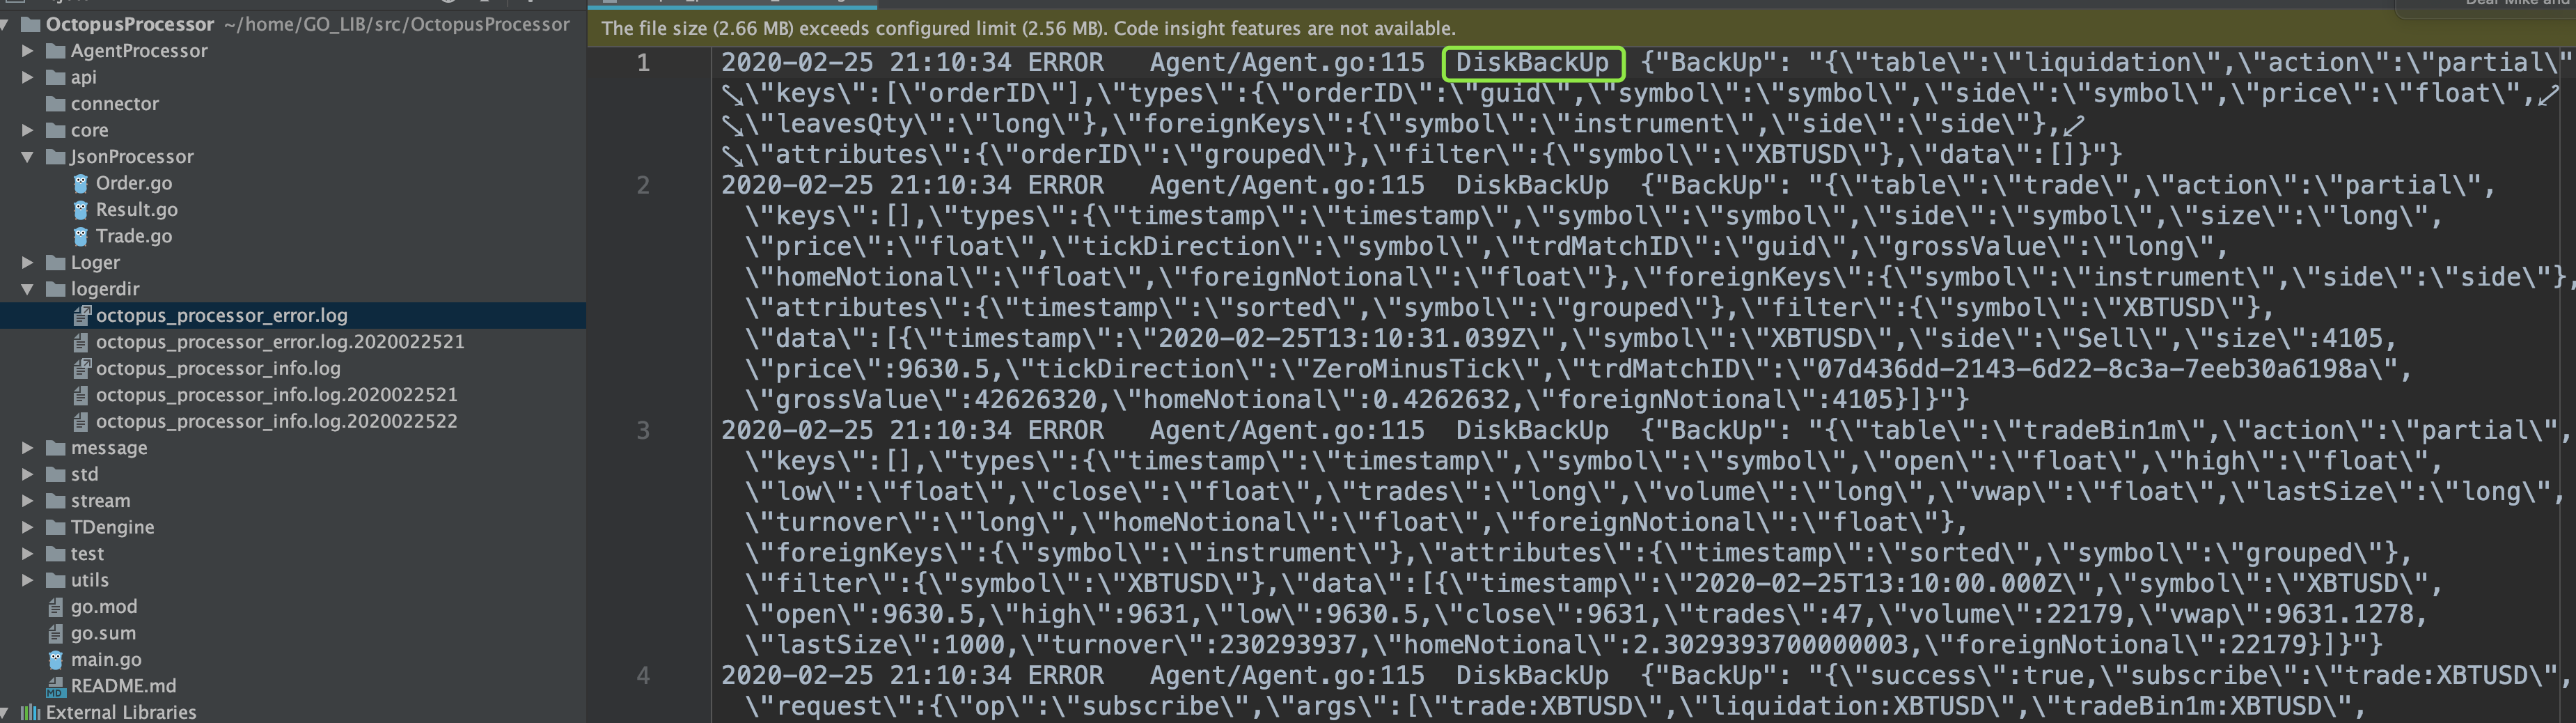 Dear Mike and
OctopusProcessor ~/home/GO_LIB/src/OctopusProcessor
AgentProcessor
api
connector
core
JsonProcessor
Order.go
Result.go
Trade.go
Loger
logerdir
octopus_processor_error.log
octopus_processor_error.log.2020022521
octopus_processor_info.log
octopus_processor_info.log.2020022521
octopus_processor_info.log.2020022522
message
std
stream
TDengine
test
utils
go.mod
go.sum
main.go
README.md
External Libraries
The file size (2.66 MB) exceeds configured limit (2.56 MB). Code insight features are not available.
1 2020-02-25 21:10:34 ERROR Agent/Agent.go:115 DiskBackUp {"BackUp": "{\"table\":\"liquidation\",\"action\":\"partial\"
\"keys\":[\"orderID\"],\"types\":{\"orderID\":\"guid\",\"symbol\":\"symbol\",\"side\":\"symbol\",\"price\":\"float\",
\"leavesQty\":\"long\"},\"foreignKeys\":{\"symbol\":\"instrument\",\"side\":\"side\"},
\"attributes\":{\"orderID\":\"grouped\"},\"filter\":{\"symbol\":\"XBTUSD\"},\"data\":[]}"}
2 2020-02-25 21:10:34 ERROR Agent/Agent.go:115 DiskBackUp {"BackUp": "{\"table\":\"trade\",\"action\":\"partial\",
\"keys\":[],\"types\":{\"timestamp\":\"timestamp\",\"symbol\":\"symbol\",\"side\":\"symbol\",\"size\":\"long\",
\"price\":\"float\",\"tickDirection\":\"symbol\",\"trdMatchID\":\"guid\",\"grossValue\":\"long\",
\"homeNotional\":\"float\",\"foreignNotional\":\"float\"},\"foreignKeys\":{\"symbol\":\"instrument\",\"side\":\"side\"},
\"attributes\":{\"timestamp\":\"sorted\",\"symbol\":\"grouped\"},\"filter\":{\"symbol\":\"XBTUSD\"},
\"data\":[{\"timestamp\":\"2020-02-25T13:10:31.039Z\",\"symbol\":\"XBTUSD\",\"side\":\"Sell\",\"size\":4105,
\"price\":9630.5,\"tickDirection\":\"ZeroMinusTick\",\"trdMatchID\":\"07d436dd-2143-6d22-8c3a-7eeb30a6198a\",
\"grossValue\":42626320,\"homeNotional\":0.4262632,\"foreignNotional\":4105}]}"}
3 2020-02-25 21:10:34 ERROR Agent/Agent.go:115 DiskBackUp {"BackUp": "{\"table\":\"tradeBin1m\",\"action\":\"partial\",
\"keys\":[],\"types\":{\"timestamp\":\"timestamp\",\"symbol\":\"symbol\",\"open\":\"float\",\"high\":\"float\",
\"low\":\"float\",\"close\":\"float\",\"trades\":\"long\",\"volume\":\"long\",\"vwap\":\"float\",\"lastSize\":\"long\",
\"turnover\":\"long\",\"homeNotional\":\"float\",\"foreignNotional\":\"float\"},
\"foreignKeys\":{\"symbol\":\"instrument\"},\"attributes\":{\"timestamp\":\"sorted\",\"symbol\":\"grouped\"},
\"filter\":{\"symbol\":\"XBTUSD\"},\"data\":[{\"timestamp\":\"2020-02-25T13:10:00.000Z\",\"symbol\":\"XBTUSD\",
\"open\":9630.5,\"high\":9631,\"low\":9630.5,\"close\":9631,\"trades\":47,\"volume\":22179,\"vwap\":9631.1278,
\"lastSize\":1000,\"turnover\":230293937,\"homeNotional\":2.3029393700000003,\"foreignNotional\":22179}]}"}
4 2020-02-25 21:10:34 ERROR Agent/Agent.go:115 DiskBackUp {"BackUp": "{\"success\":true,\"subscribe\":\"trade:XBTUSD\",
\"request\":{\"op\":\"subscribe\",\"args\":[\"trade:XBTUSD\",\"liquidation:XBTUSD\",\"tradeBin1m:XBTUSD\",